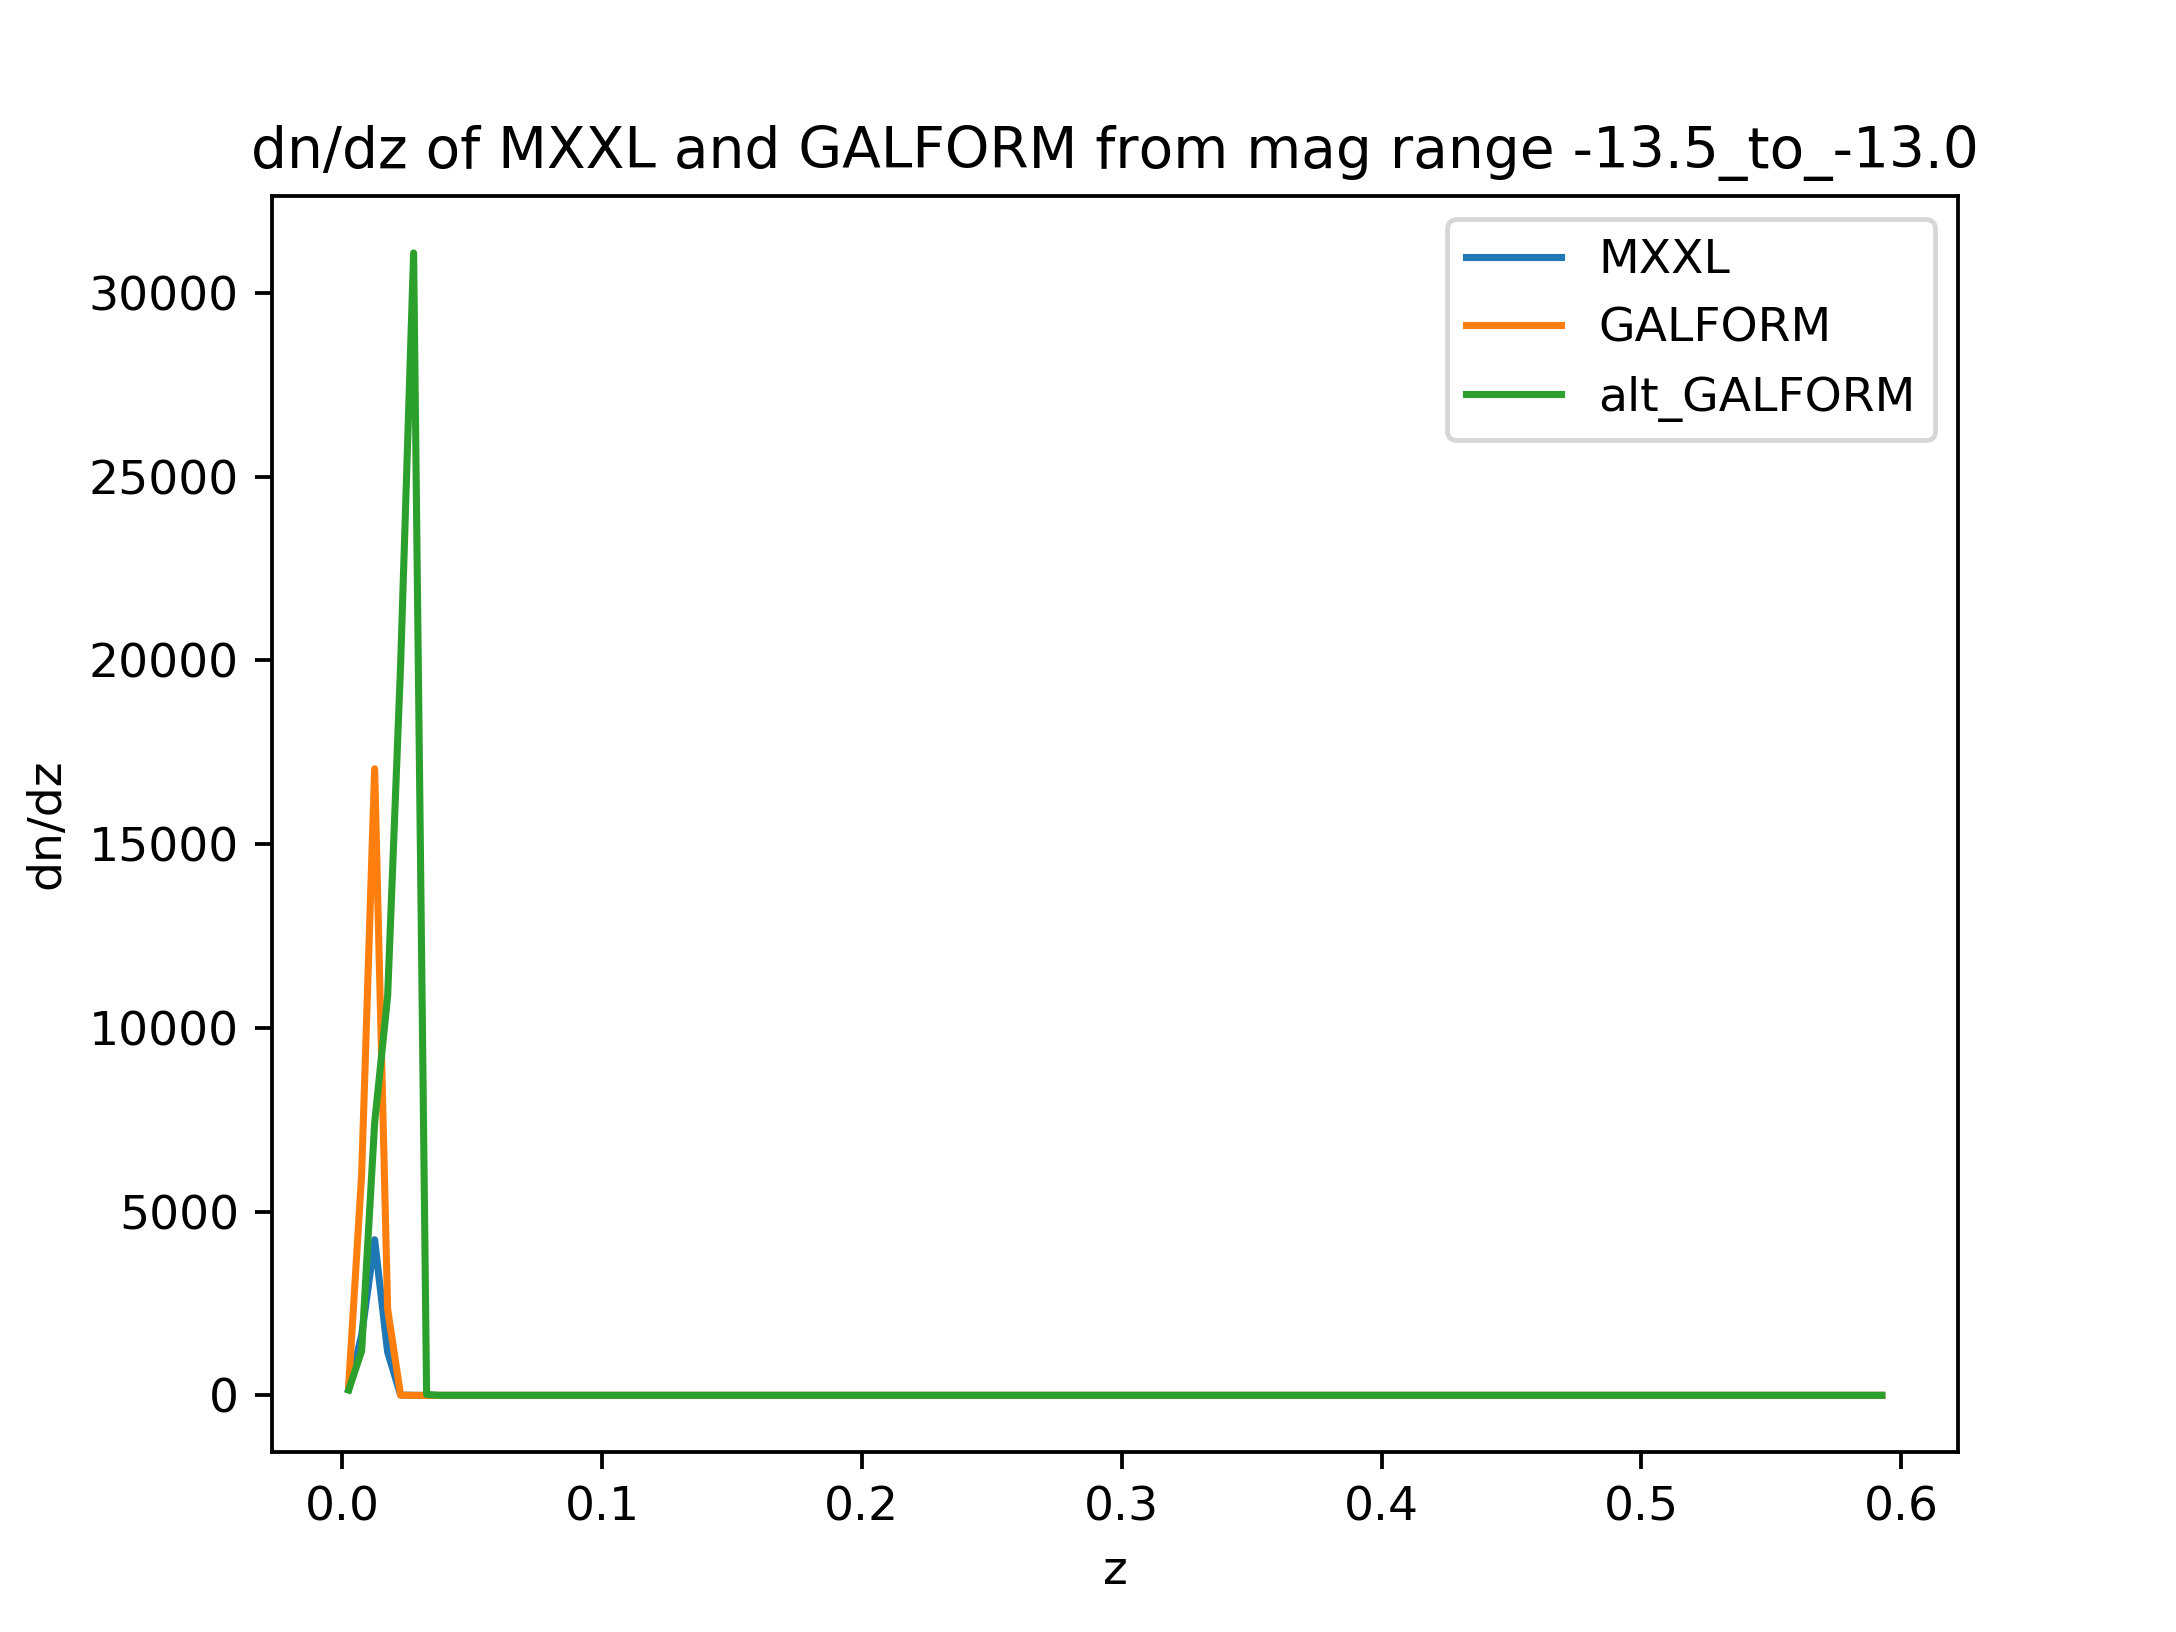 dn/dz of MXXL and GALFORM from mag range -13.5_to_-13.0
MXXL
GALFORM
alt_GALFORM
dn/dz
30000
25000
20000
15000
10000
5000
0
0.0 0.1 0.2 0.3 0.4 0.5 0.6
z